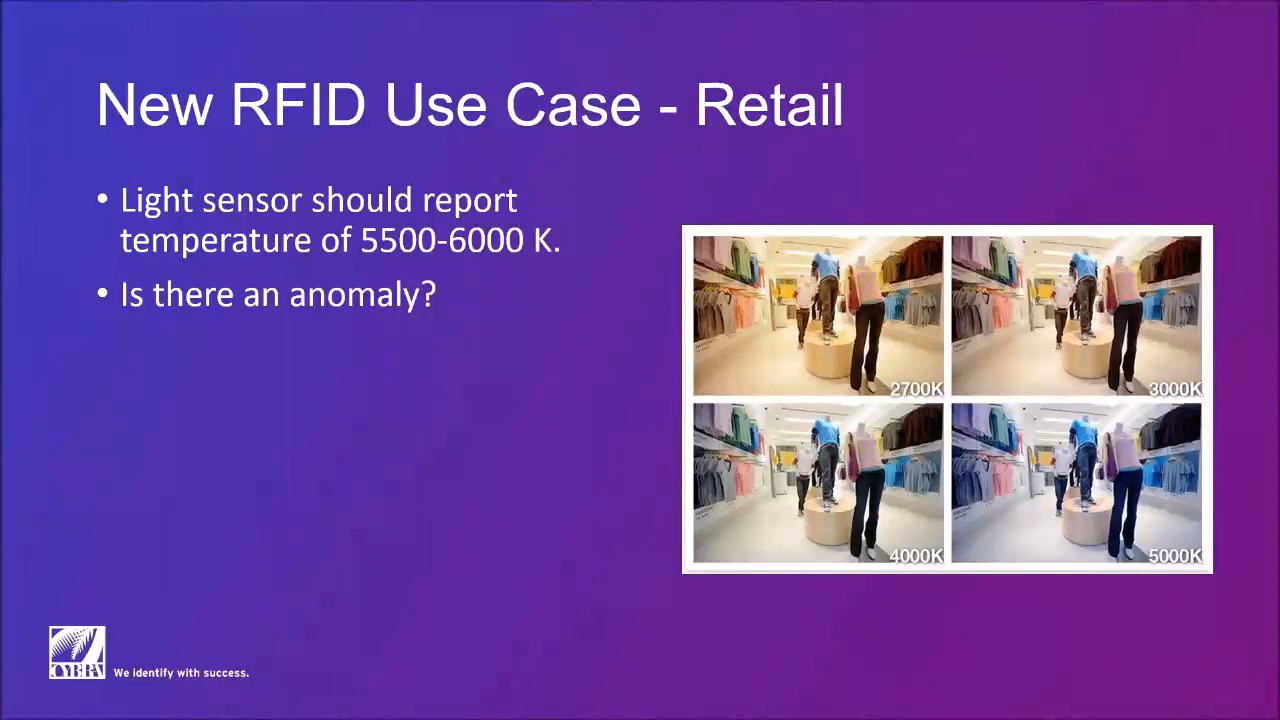 New RFID Use Case - Retail
• Light sensor should report
temperature of 5500-6000 K.
• Is there an anomaly?
2700K
3000K
4000K
5000K
CYBRA
We identify with success.